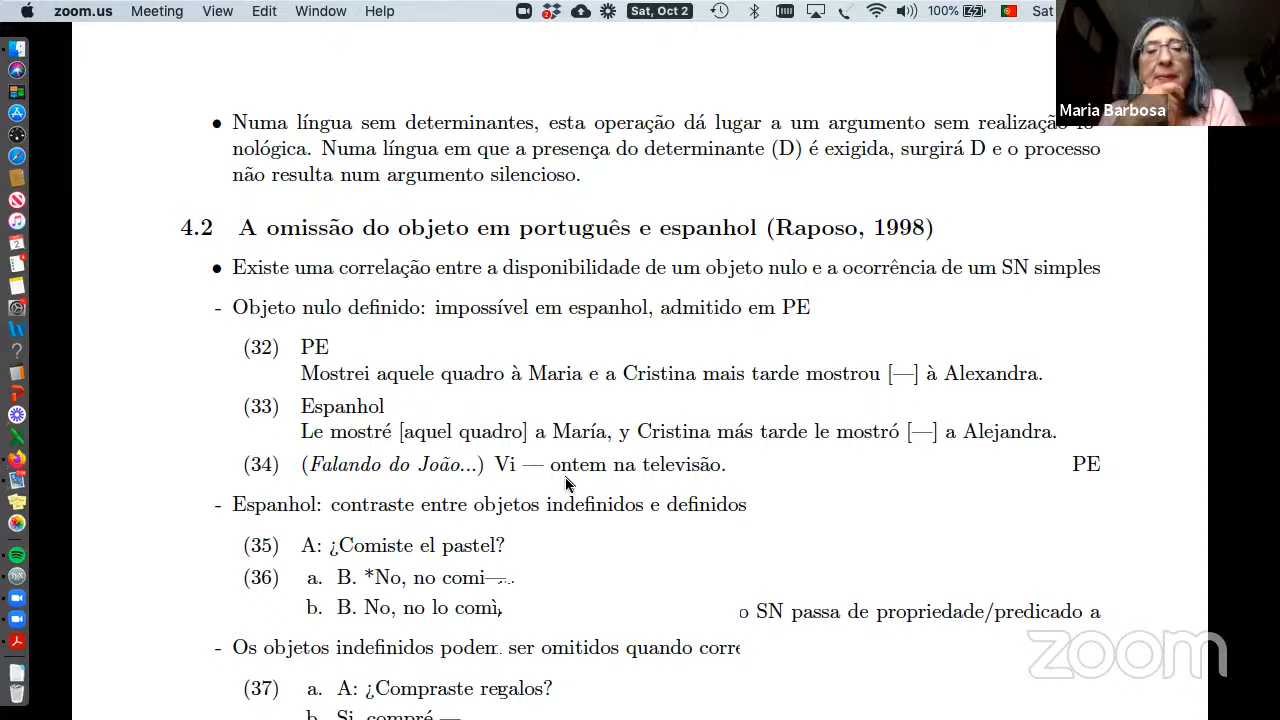 zoom.us Meeting View Edit Window Help Sat, Oct 2 100% Sat
Maria Barbosa
• Numa língua sem determinantes, esta operação dá lugar a um argumento sem realização fo-
nológica. Numa língua em que a presença do determinante (D) é exigida, surgirá D e o processo
não resulta num argumento silencioso.
4.2 A omissão do objeto em português e espanhol (Raposo, 1998)
• Existe uma correlação entre a disponibilidade de um objeto nulo e a ocorrência de um SN simples
- Objeto nulo definido: impossível em espanhol, admitido em PE
(32) PE
Mostrei aquele quadro à Maria e a Cristina mais tarde mostrou [—] à Alexandra.
(33) Espanhol
Le mostré [aquel quadro] a María, y Cristina más tarde le mostró [—] a Alejandra.
(34) (Falando do João...) Vi — ontem na televisão. PE
- Espanhol: contraste entre objetos indefinidos e definidos
(35) A: ¿Comiste el pastel?
(36) a. B. *No, no comi—
b. B. No, no lo comì,
o SN passa de propriedade/predicado a
- Os objetos indefinidos podem ser omitidos quando corre
(37) a. A: ¿Compraste regalos?
b. Si, compré —
zoom